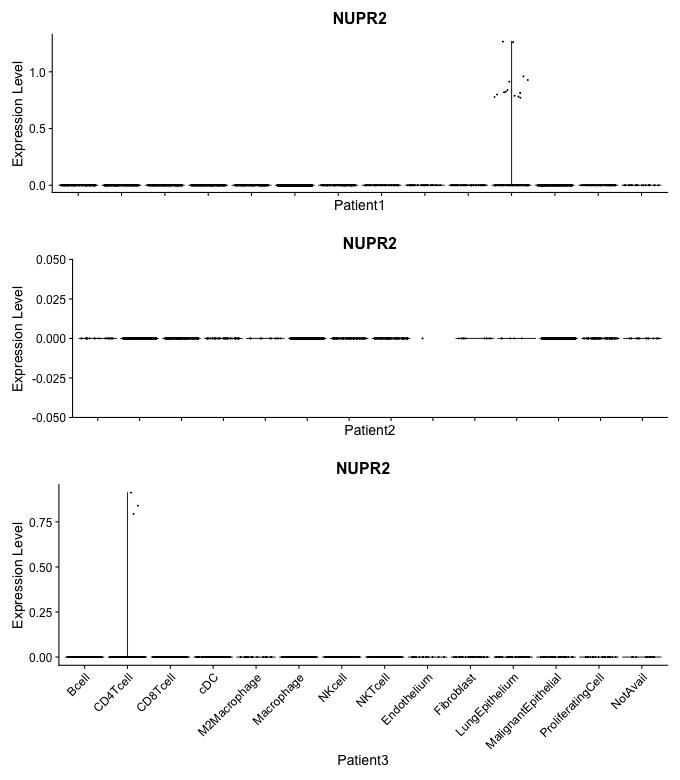 NUPR2
Expression Level
1.0
0.5
0.0
Patient1
NUPR2
Expression Level
0.050
0.025
0.000
-0.025
-0.050
Patient2
NUPR2
Expression Level
0.75
0.50
0.25
0.00
Bcell
CD4Tcell
CD8Tcell
cDC
M2Macrophage
Macrophage
NKcell
NKTcell
Endothelium
Fibroblast
LungEpithelium
MalignantEpithelial
ProliferatingCell
NotAvail
Patient3